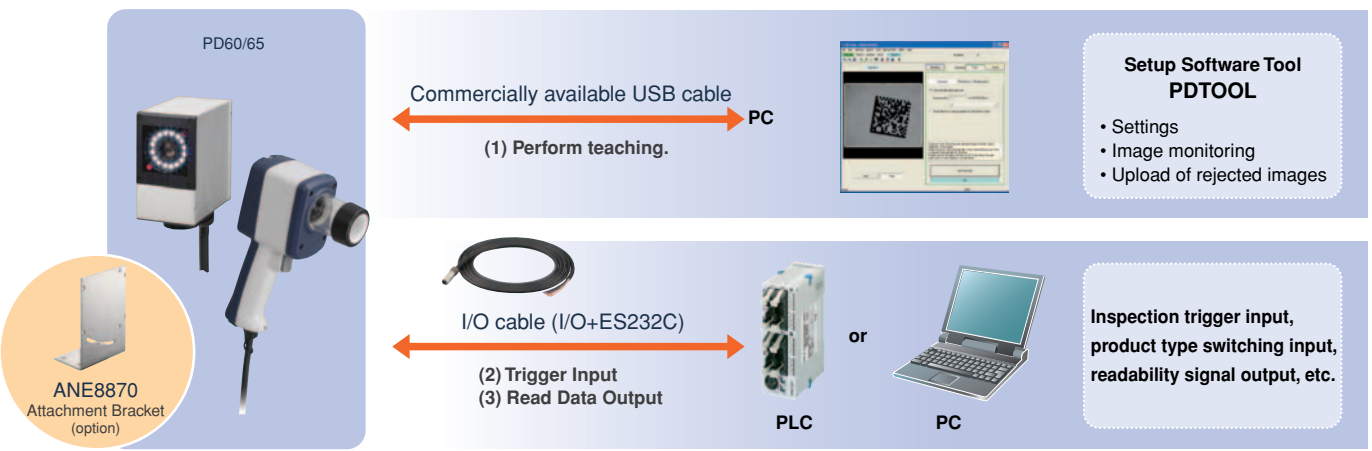 PD60/65
Commercially available USB cable
PC
(1) Perform teaching.
Setup Software Tool
PDTOOL
• Settings
• Image monitoring
• Upload of rejected images
ANE8870
Attachment Bracket
(option)
I/O cable (I/O+ES232C)
(2) Trigger Input
(3) Read Data Output
PLC
or
PC
Inspection trigger input,
product type switching input,
readability signal output, etc.